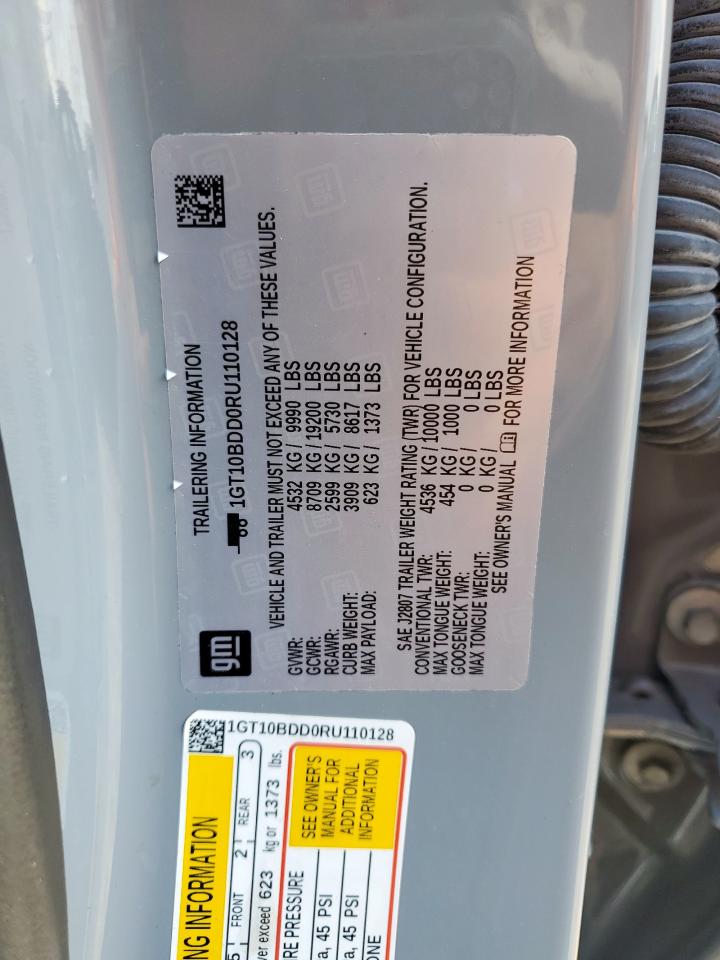 gm
TRAILERING INFORMATION
1GT10BDD0RU110128
VEHICLE AND TRAILER MUST NOT EXCEED ANY OF THESE VALUES.
GVWR: 4532 KG / 9990 LBS
GCWR: 8709 KG / 19200 LBS
RGAWR: 2599 KG / 5730 LBS
CURB WEIGHT: 3909 KG / 8617 LBS
MAX PAYLOAD: 623 KG / 1373 LBS
SAE J2807 TRAILER WEIGHT RATING (TWR) FOR VEHICLE CONFIGURATION.
CONVENTIONAL TWR: 4536 KG / 10000 LBS
MAX TONGUE WEIGHT: 454 KG / 1000 LBS
GOOSENECK TWR: 0 KG / 0 LBS
MAX TONGUE WEIGHT: 0 KG / 0 LBS
SEE OWNER'S MANUAL FOR MORE INFORMATION
1GT10BDD0RU110128
NG INFORMATION
5 FRONT 2 REAR 3
ver exceed 623 kg or 1373 lbs.
RE PRESSURE
a, 45 PSI
a, 45 PSI
ONE
SEE OWNER'S
MANUAL FOR
ADDITIONAL
INFORMATION